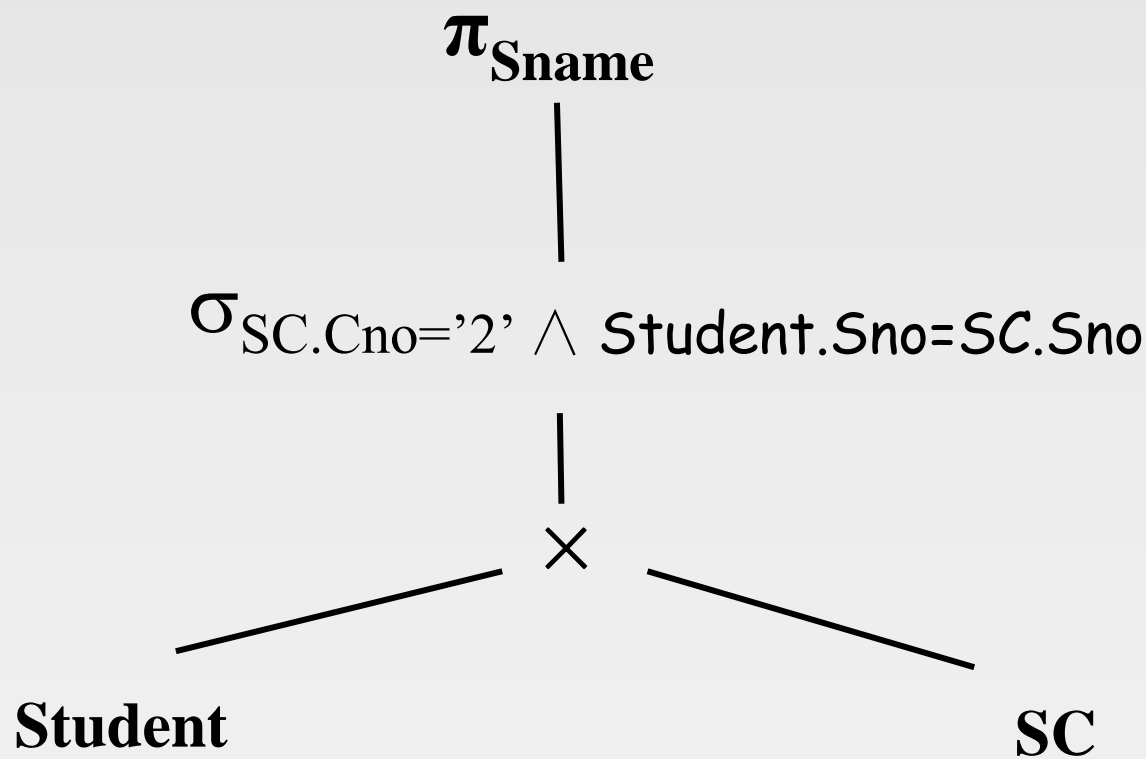 πSname
σSC.Cno=’2’ ∧ Student.Sno=SC.Sno
×
Student
SC